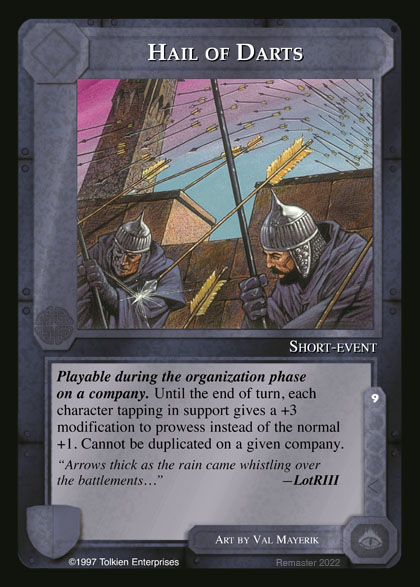 HAIL OF DARTS
SHORT-EVENT
Playable during the organization phase
on a company. Until the end of turn, each
character tapping in support gives a +3
modification to prowess instead of the normal
+1. Cannot be duplicated on a given company.
9
“Arrows thick as the rain came whistling over
the battlements…” —LotRIII
ART BY VAL MAYERIK
©1997 Tolkien Enterprises
Remaster 2022